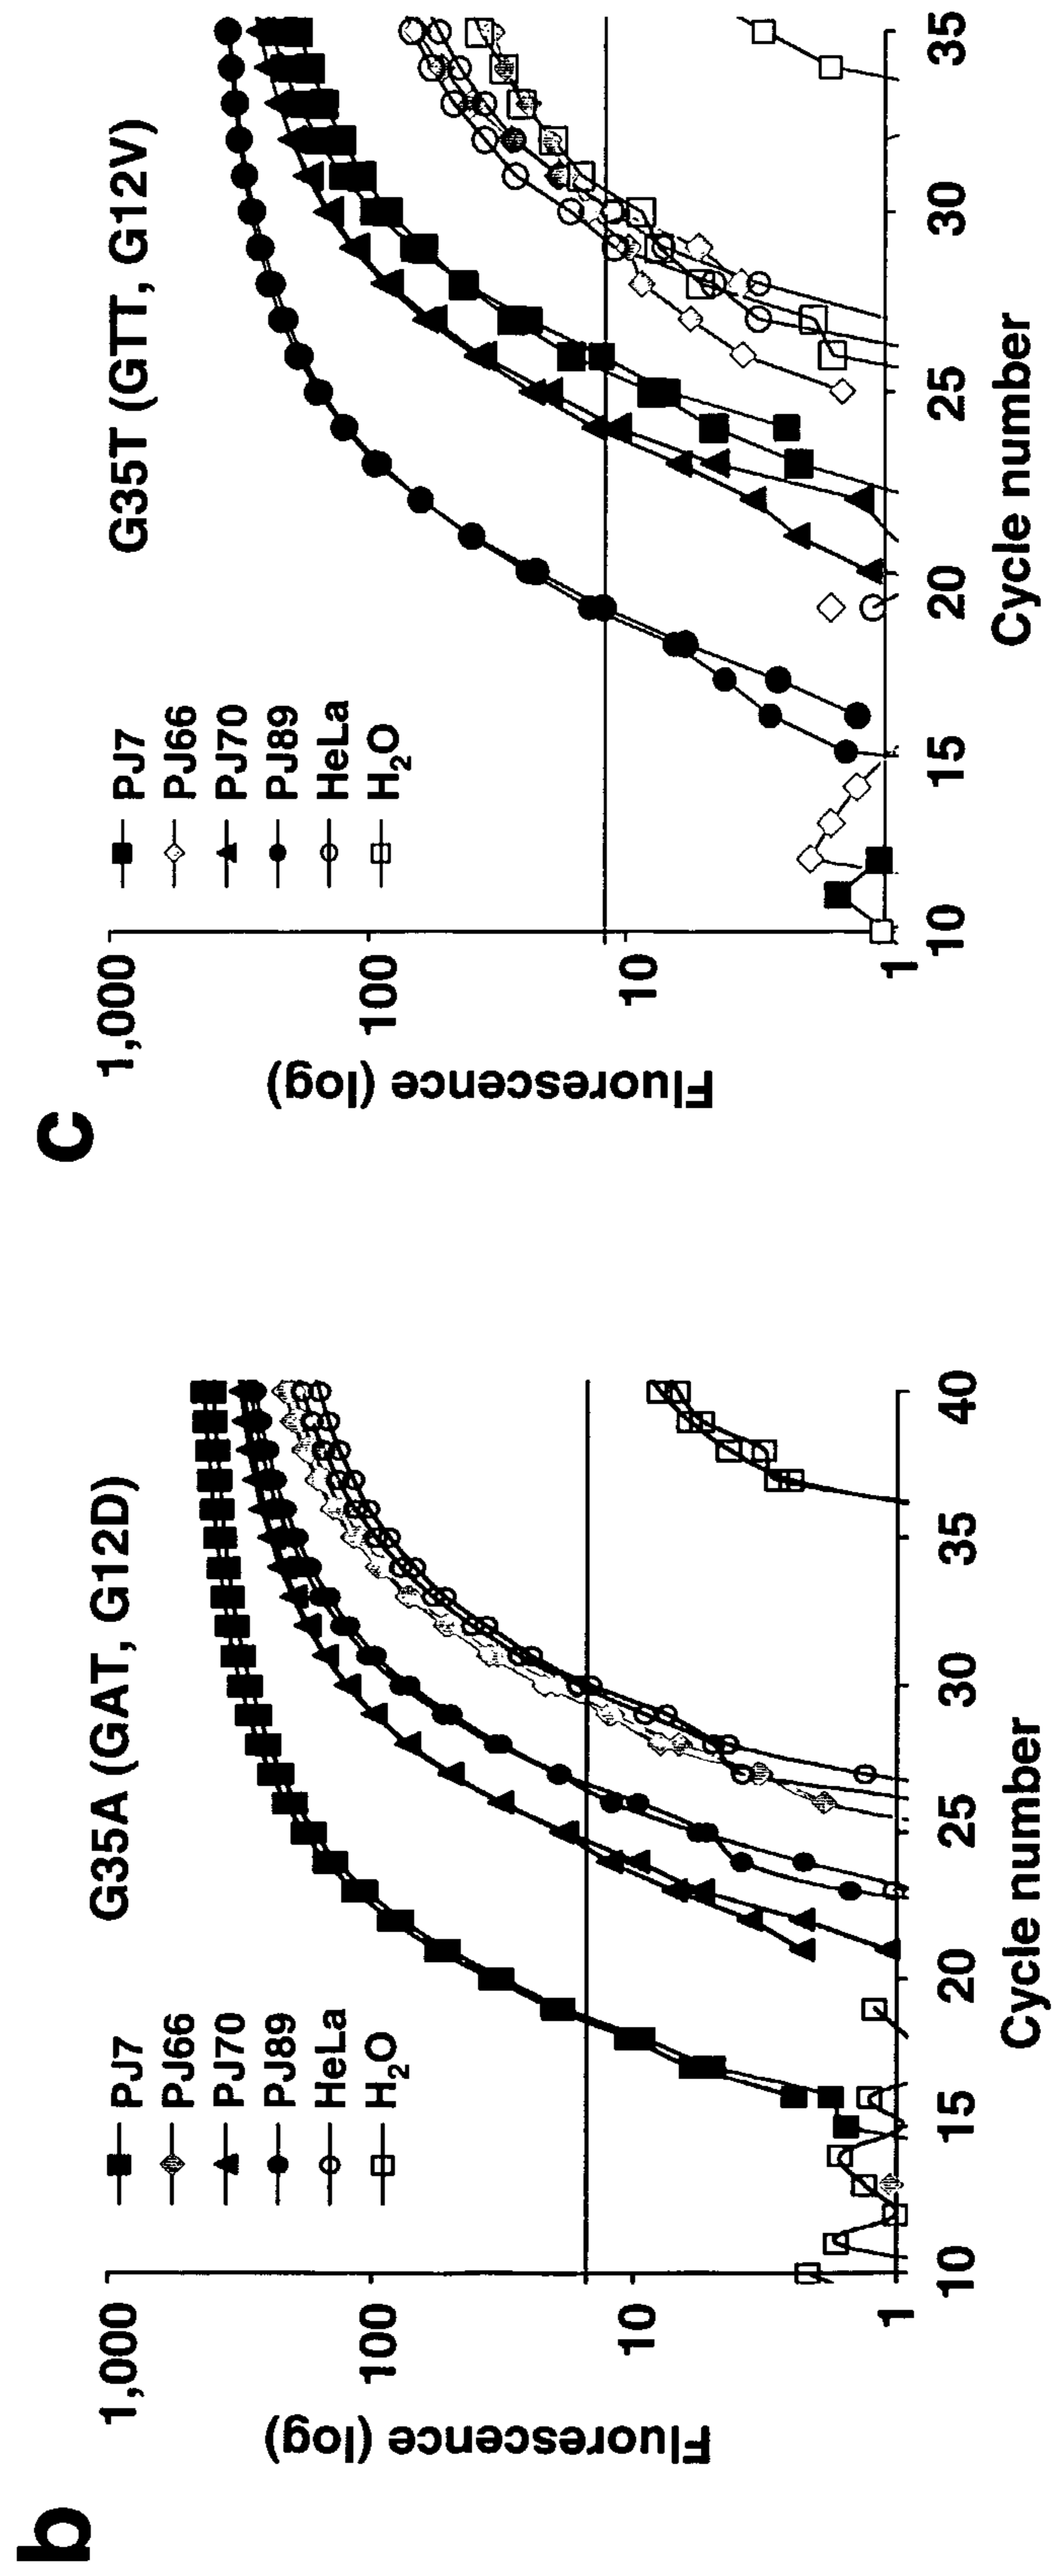 b
G35A (GAT, G12D)
Fluorescence (log)
1,000
100
10
1
PJ7
PJ66
PJ70
PJ89
HeLa
H₂O
10 15 20 25 30 35 40
Cycle number
c
G35T (GTT, G12V)
Fluorescence (log)
1,000
100
10
1
PJ7
PJ66
PJ70
PJ89
HeLa
H₂O
10 15 20 25 30 35
Cycle number